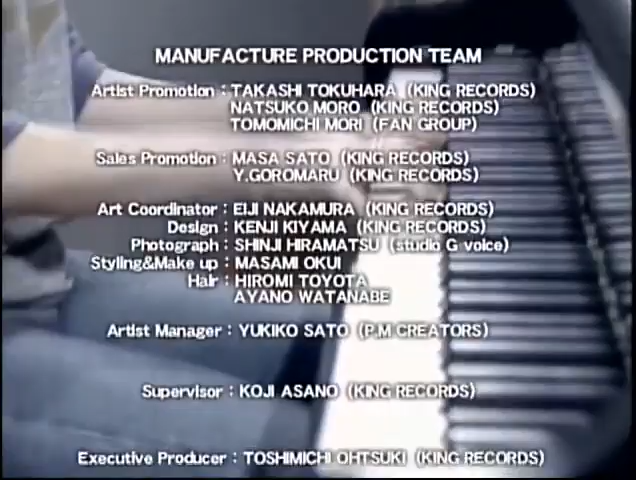 MANUFACTURE PRODUCTION TEAM
Artist Promotion : TAKASHI TOKUHARA (KING RECORDS)
NATSUKO MORO (KING RECORDS)
TOMOMICHI MORI (FAN GROUP)
Sales Promotion : MASA SATO (KING RECORDS)
Y.GOROMARU (KING RECORDS)
Art Coordinator : EIJI NAKAMURA (KING RECORDS)
Design : KENJI KIYAMA (KING RECORDS)
Photograph : SHINJI HIRAMATSU (studio G voice)
Styling&Make up : MASAMI OKUI
Hair : HIROMI TOYOTA
AYANO WATANABE
Artist Manager : YUKIKO SATO (P.M CREATORS)
Supervisor : KOJI ASANO (KING RECORDS)
Executive Producer : TOSHIMICHI OHTSUKI (KING RECORDS)